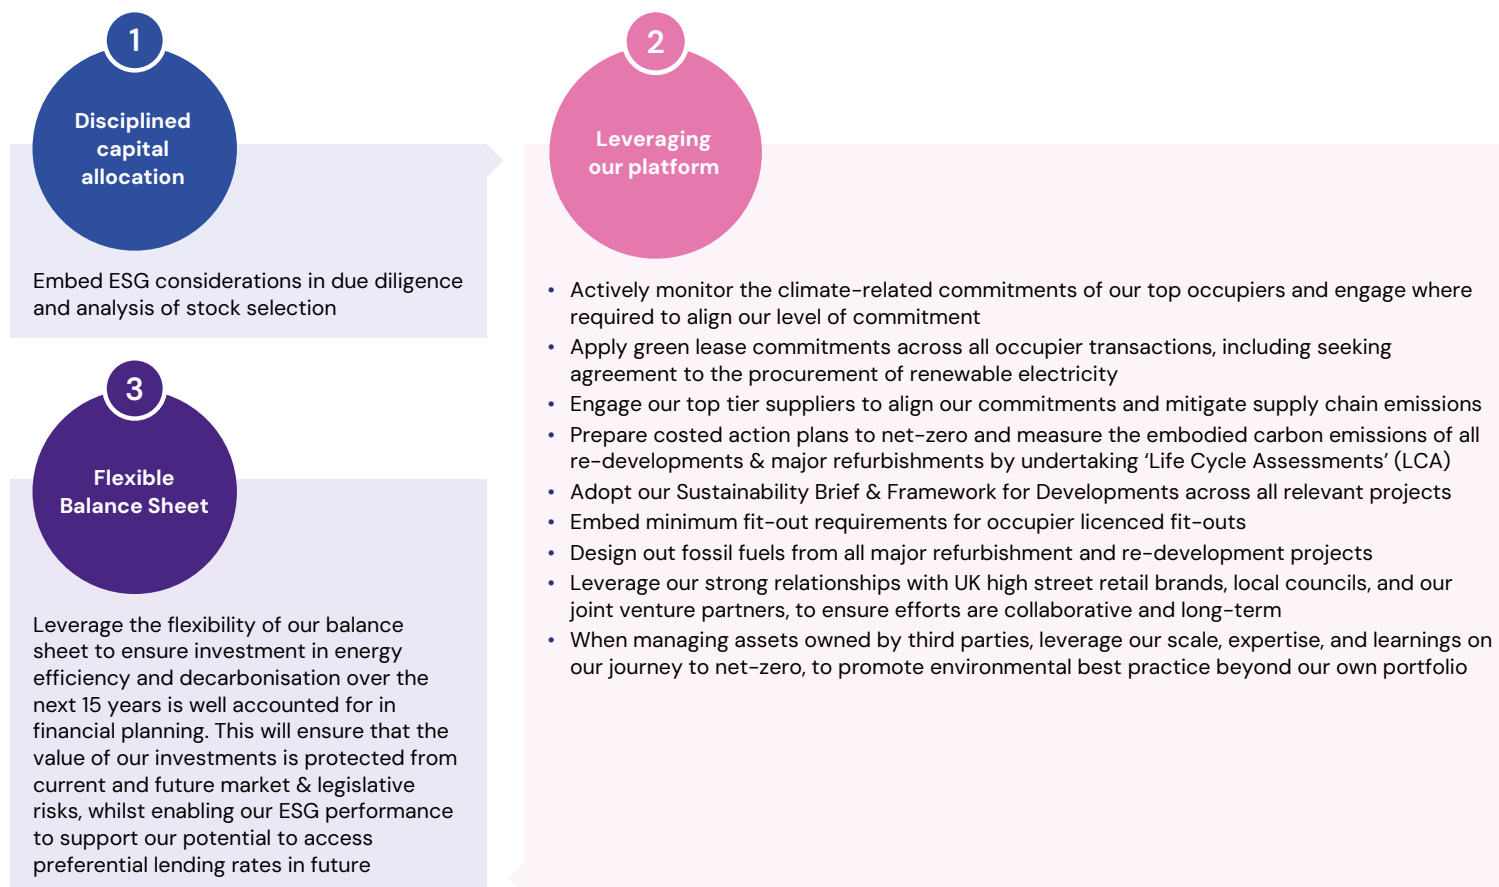 1
Disciplined
capital
allocation
Embed ESG considerations in due diligence
and analysis of stock selection
2
Leveraging
our platform
• Actively monitor the climate-related commitments of our top occupiers and engage where
required to align our level of commitment
• Apply green lease commitments across all occupier transactions, including seeking
agreement to the procurement of renewable electricity
• Engage our top tier suppliers to align our commitments and mitigate supply chain emissions
• Prepare costed action plans to net-zero and measure the embodied carbon emissions of all
re-developments & major refurbishments by undertaking ‘Life Cycle Assessments’ (LCA)
• Adopt our Sustainability Brief & Framework for Developments across all relevant projects
• Embed minimum fit-out requirements for occupier licenced fit-outs
• Design out fossil fuels from all major refurbishment and re-development projects
• Leverage our strong relationships with UK high street retail brands, local councils, and our
joint venture partners, to ensure efforts are collaborative and long-term
• When managing assets owned by third parties, leverage our scale, expertise, and learnings on
our journey to net-zero, to promote environmental best practice beyond our own portfolio
3
Flexible
Balance Sheet
Leverage the flexibility of our balance
sheet to ensure investment in energy
efficiency and decarbonisation over the
next 15 years is well accounted for in
financial planning. This will ensure that the
value of our investments is protected from
current and future market & legislative
risks, whilst enabling our ESG performance
to support our potential to access
preferential lending rates in future